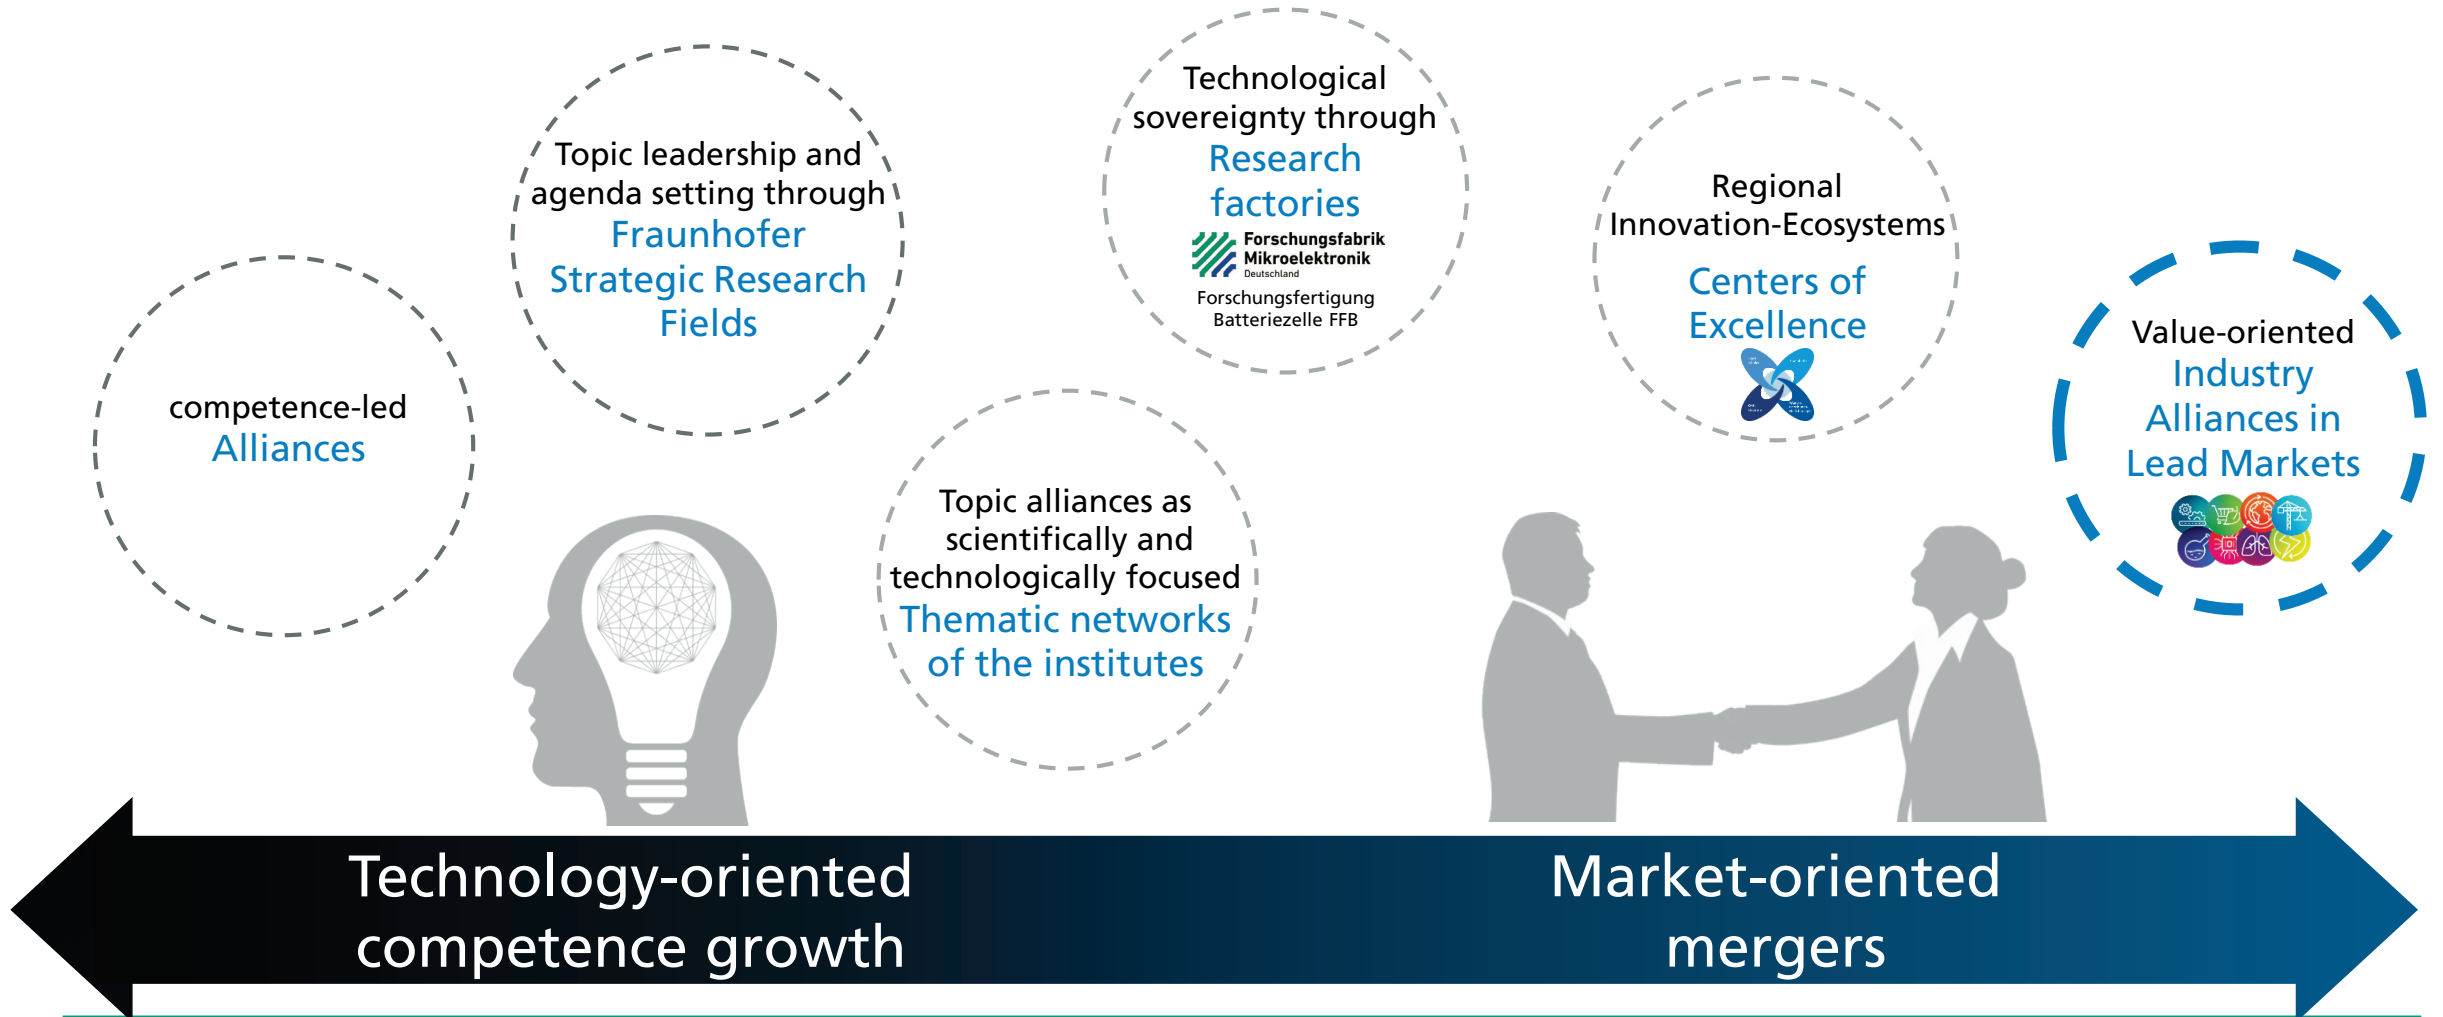 competence-led
Alliances
Topic leadership and
agenda setting through
Fraunhofer
Strategic Research
Fields
Topic alliances as
scientifically and
technologically focused
Thematic networks
of the institutes
Technological
sovereignty through
Research
factories
Forschungsfabrik
Mikroelektronik
Deutschland
Forschungsfertigung
Batteriezelle FFB
Regional
Innovation-Ecosystems
Centers of
Excellence
Value-oriented
Industry
Alliances in
Lead Markets
Technology-oriented
competence growth
Market-oriented
mergers